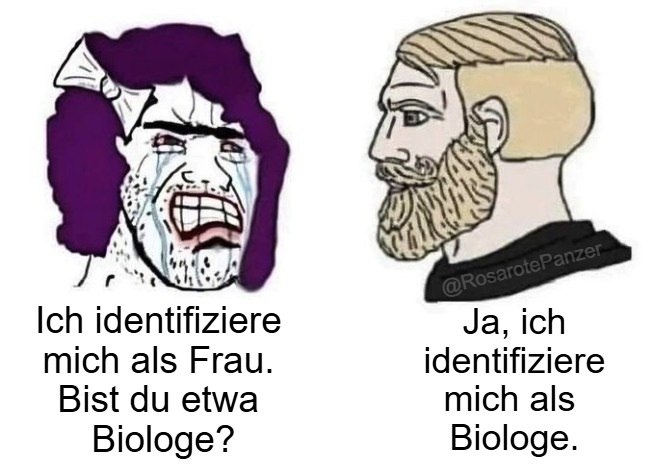 @RosarotePanzer
Ich identifiziere
mich als Frau.
Bist du etwa
Biologe?
Ja, ich
identifiziere
mich als
Biologe.